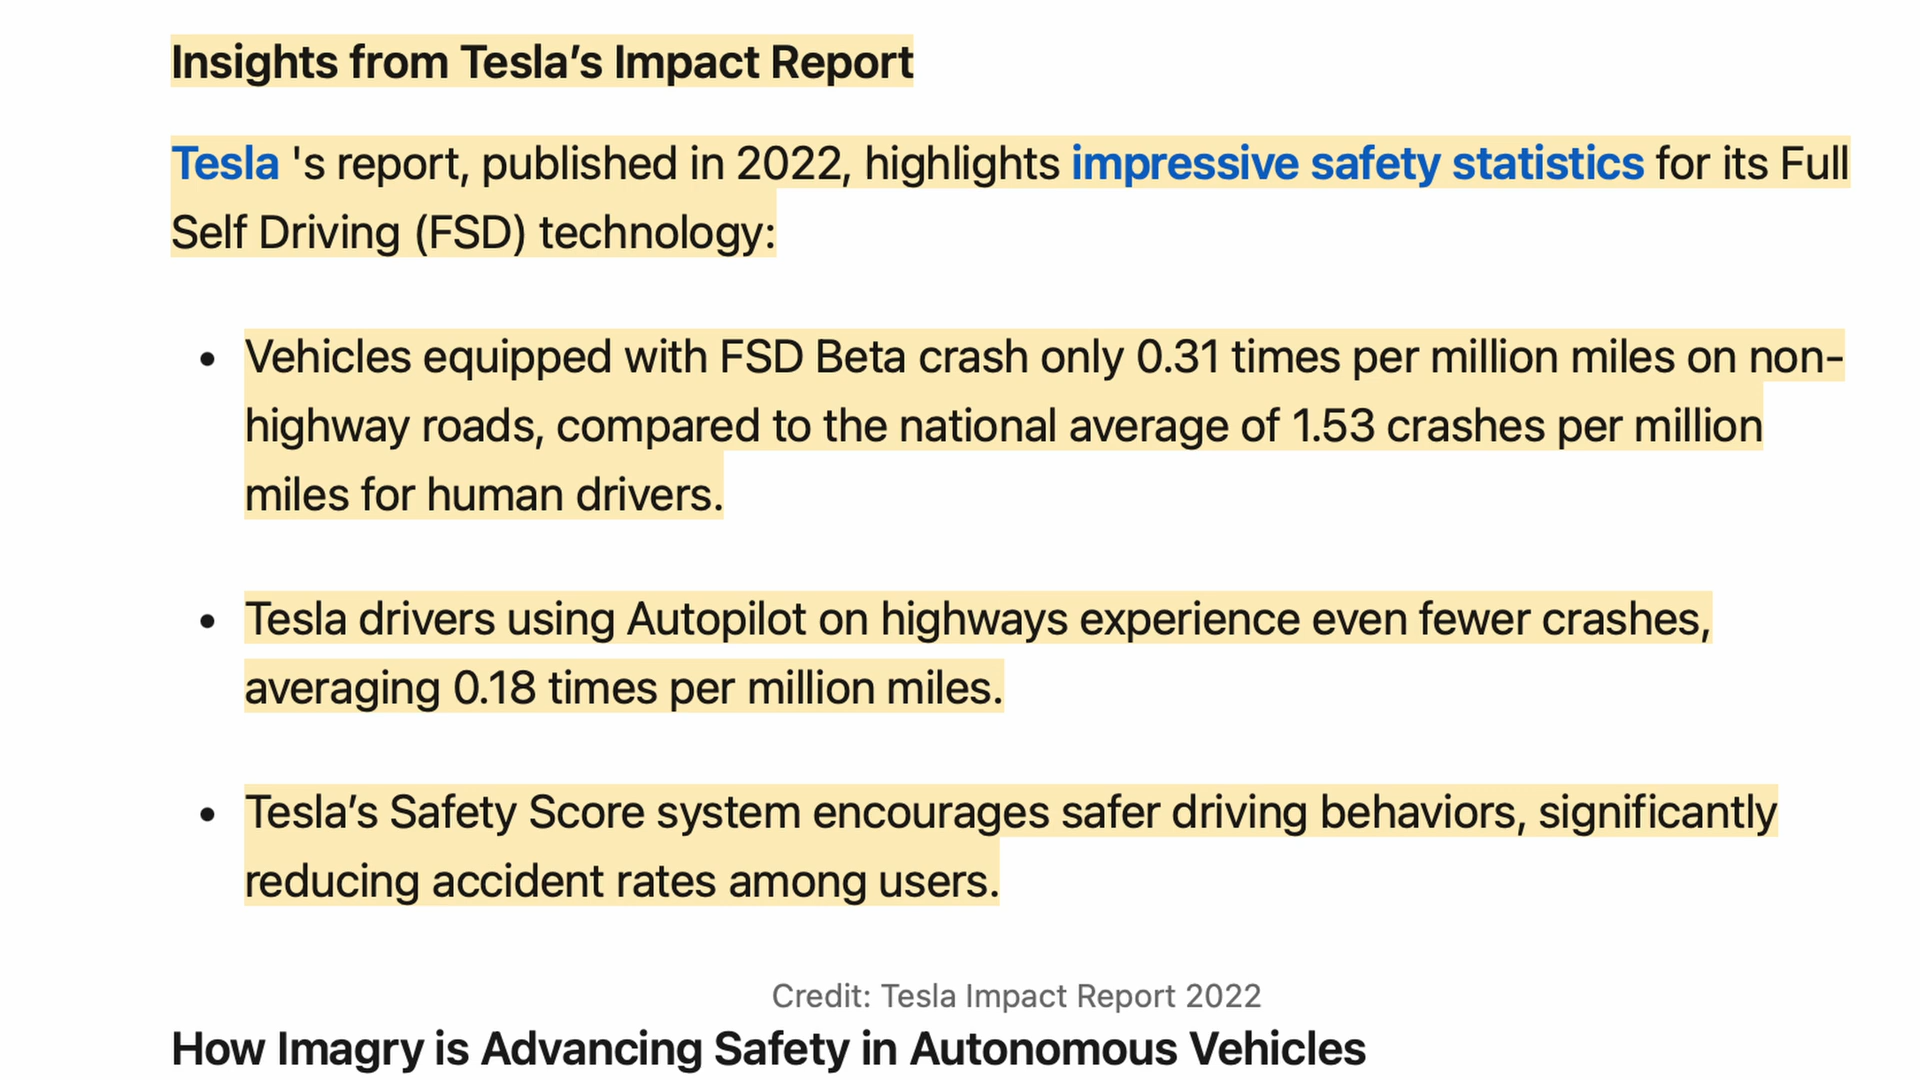 Insights from Tesla’s Impact Report
Tesla 's report, published in 2022, highlights impressive safety statistics for its Full
Self Driving (FSD) technology:
• Vehicles equipped with FSD Beta crash only 0.31 times per million miles on non-
highway roads, compared to the national average of 1.53 crashes per million
miles for human drivers.
• Tesla drivers using Autopilot on highways experience even fewer crashes,
averaging 0.18 times per million miles.
• Tesla’s Safety Score system encourages safer driving behaviors, significantly
reducing accident rates among users.
Credit: Tesla Impact Report 2022
How Imagry is Advancing Safety in Autonomous Vehicles